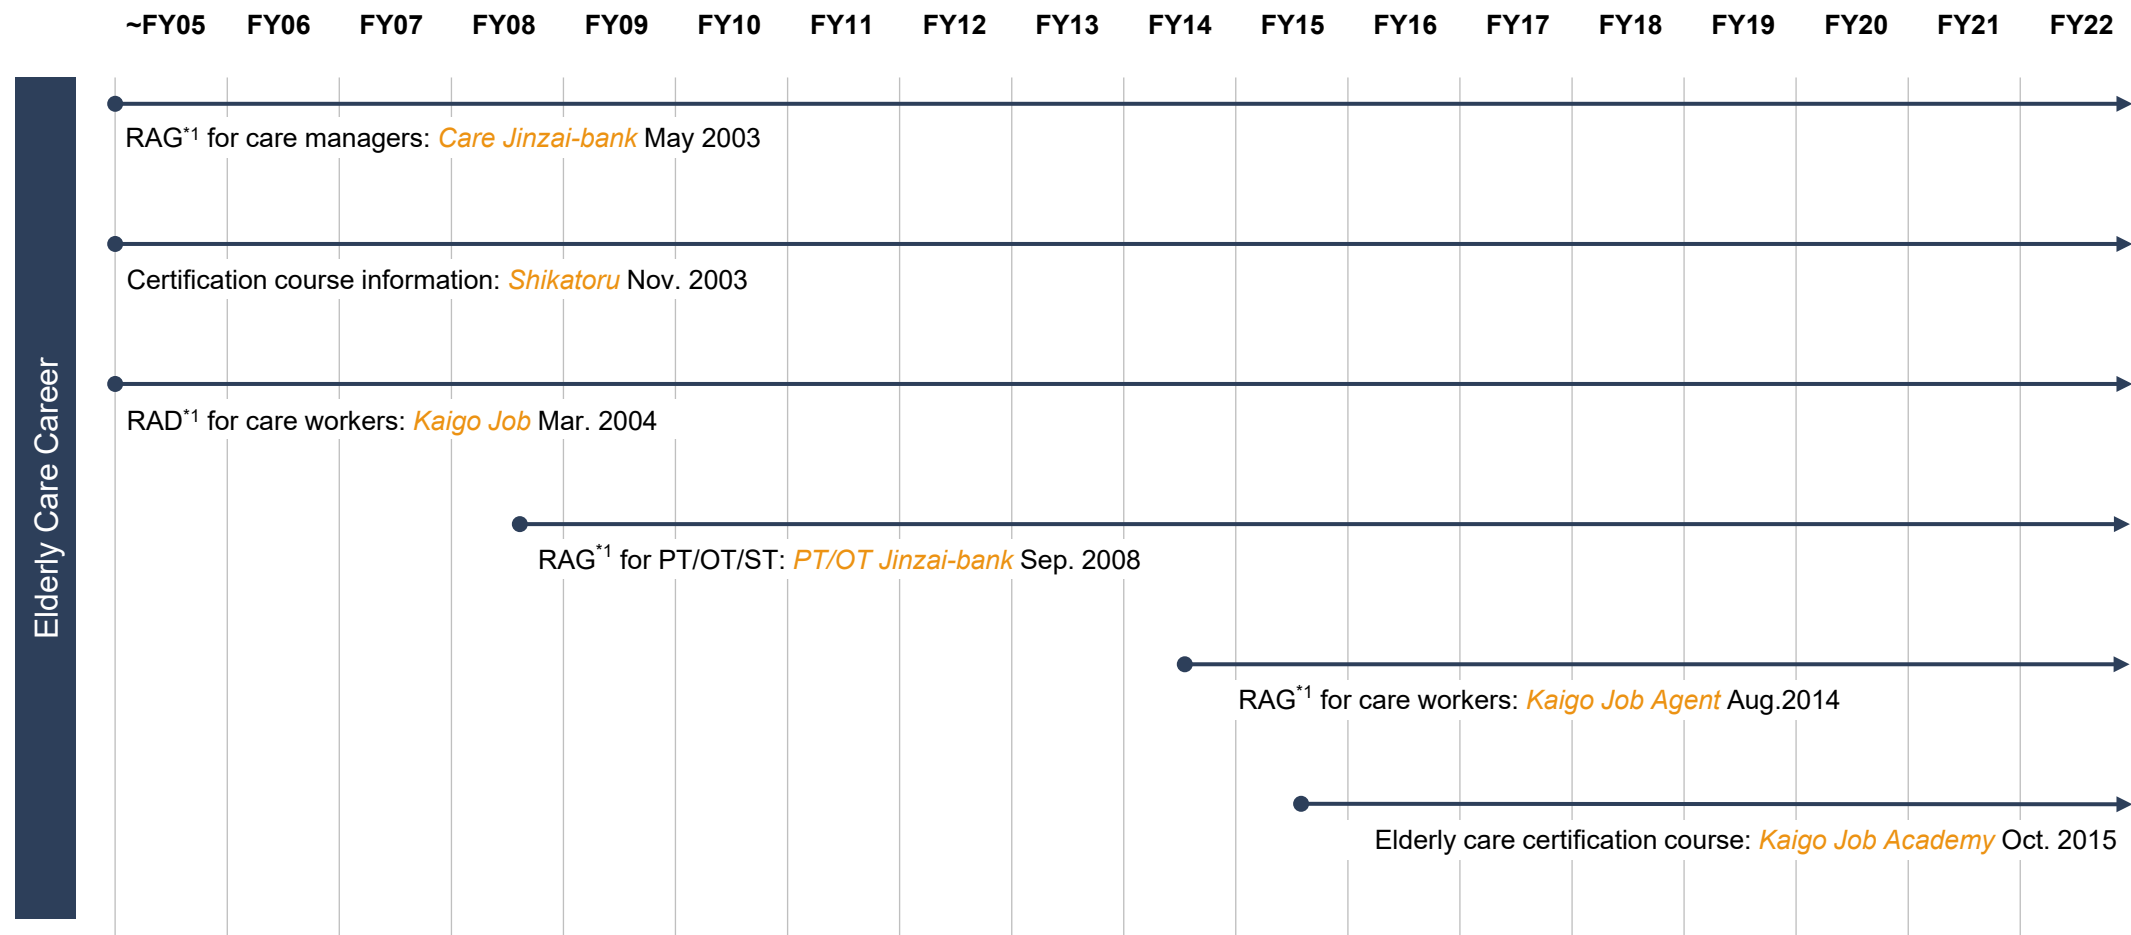 ~FY05 FY06 FY07 FY08 FY09 FY10 FY11 FY12 FY13 FY14 FY15 FY16 FY17 FY18 FY19 FY20 FY21 FY22
Elderly Care Career
RAG*1 for care managers: Care Jinzai-bank May 2003
Certification course information: Shikatoru Nov. 2003
RAD*1 for care workers: Kaigo Job Mar. 2004
RAG*1 for PT/OT/ST: PT/OT Jinzai-bank Sep. 2008
RAG*1 for care workers: Kaigo Job Agent Aug.2014
Elderly care certification course: Kaigo Job Academy Oct. 2015